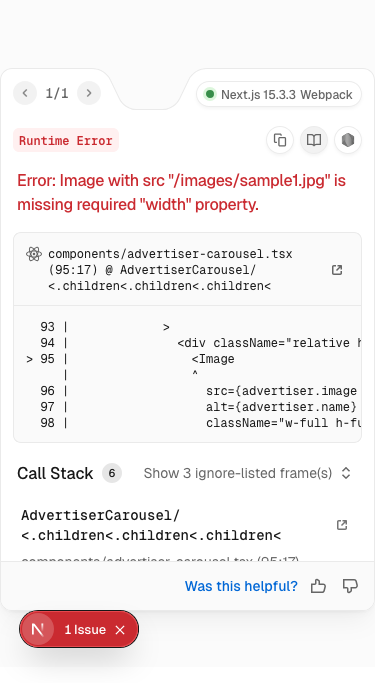 1/1
Next.js 15.3.3 Webpack
Runtime Error
Error: Image with src "/images/sample1.jpg" is
missing required "width" property.
components/advertiser-carousel.tsx
(95:17) @ AdvertiserCarousel/
<.children<.children<.children<
93 | >
94 | <div className="relative h
> 95 | <Image
| ^
96 | src={advertiser.image
97 | alt={advertiser.name}
98 | className="w-full h-fu
Call Stack 6 Show 3 ignore-listed frame(s)
AdvertiserCarousel/
<.children<.children<.children<
components/advertiser-carousel.tsx (95:17)
Was this helpful?
N 1 Issue